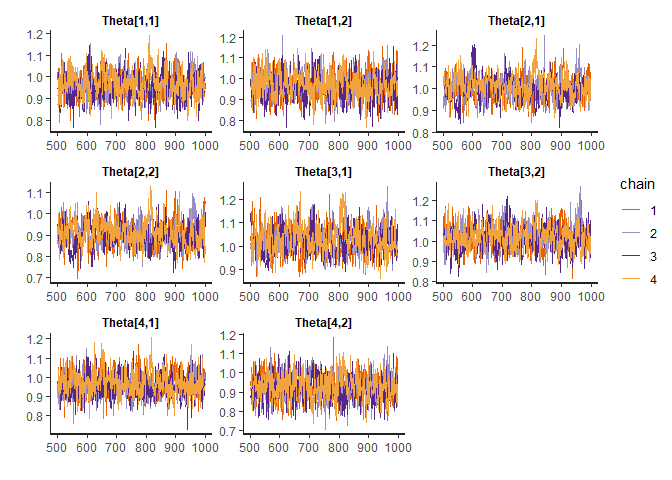 Theta[1,1] Theta[1,2] Theta[2,1]
1.2 1.2 1.2
1.1 1.1 1.1
1.0 1.0 1.0
0.9 0.9 0.9
0.8 0.8 0.8
500 600 700 800 900 1000 500 600 700 800 900 1000 500 600 700 800 900 1000
Theta[2,2] Theta[3,1] Theta[3,2]
1.1 1.2 1.2
1.0 1.1 1.1
0.9 1.0 1.0
0.8 0.9 0.9
0.7 0.8
500 600 700 800 900 1000 500 600 700 800 900 1000 500 600 700 800 900 1000
Theta[4,1] Theta[4,2]
1.2 1.2
1.1 1.1
1.0 1.0
0.9 0.9
0.8 0.8
0.7
500 600 700 800 900 1000 500 600 700 800 900 1000
chain
1
2
3
4